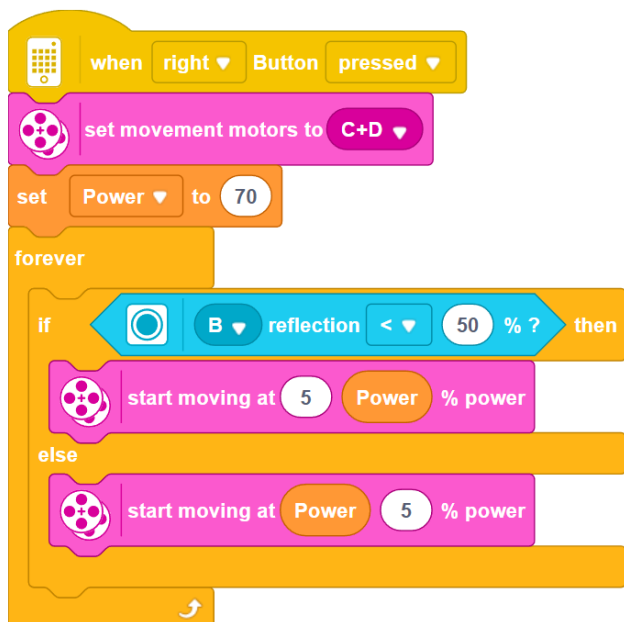 when right Button pressed
set movement motors to C+D
set Power to 70
forever
if B reflection < 50 % ? then
start moving at 5 Power % power
else
start moving at Power 5 % power